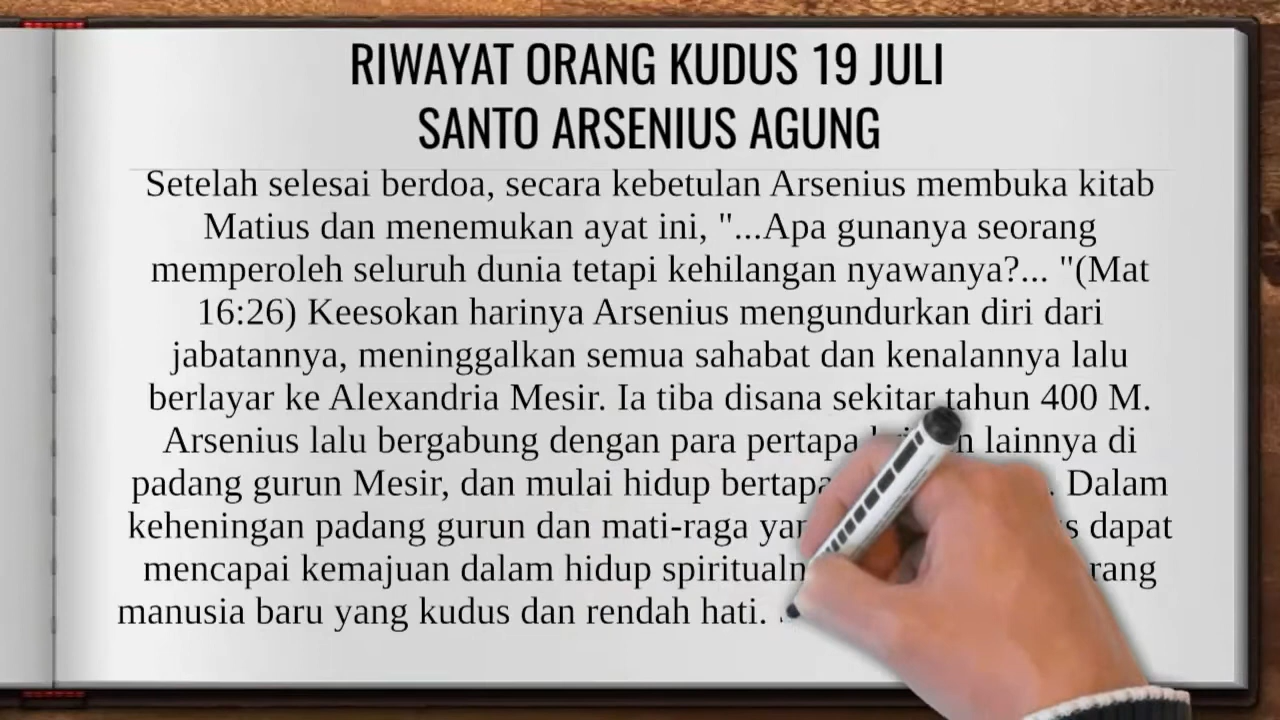 RIWAYAT ORANG KUDUS 19 JULI
SANTO ARSENIUS AGUNG
Setelah selesai berdoa, secara kebetulan Arsenius membuka kitab
Matius dan menemukan ayat ini, "...Apa gunanya seorang
memperoleh seluruh dunia tetapi kehilangan nyawanya?... "(Mat
16:26) Keesokan harinya Arsenius mengundurkan diri dari
jabatannya, meninggalkan semua sahabat dan kenalannya lalu
berlayar ke Alexandria Mesir. Ia tiba disana sekitar tahun 400 M.
Arsenius lalu bergabung dengan para pertapa lainnya di
padang gurun Mesir, dan mulai hidup Dalam
keheningan padang gurun dan mati-raga dapat
mencapai kemajuan dalam hidup
manusia baru yang kudus dan rendah hati.